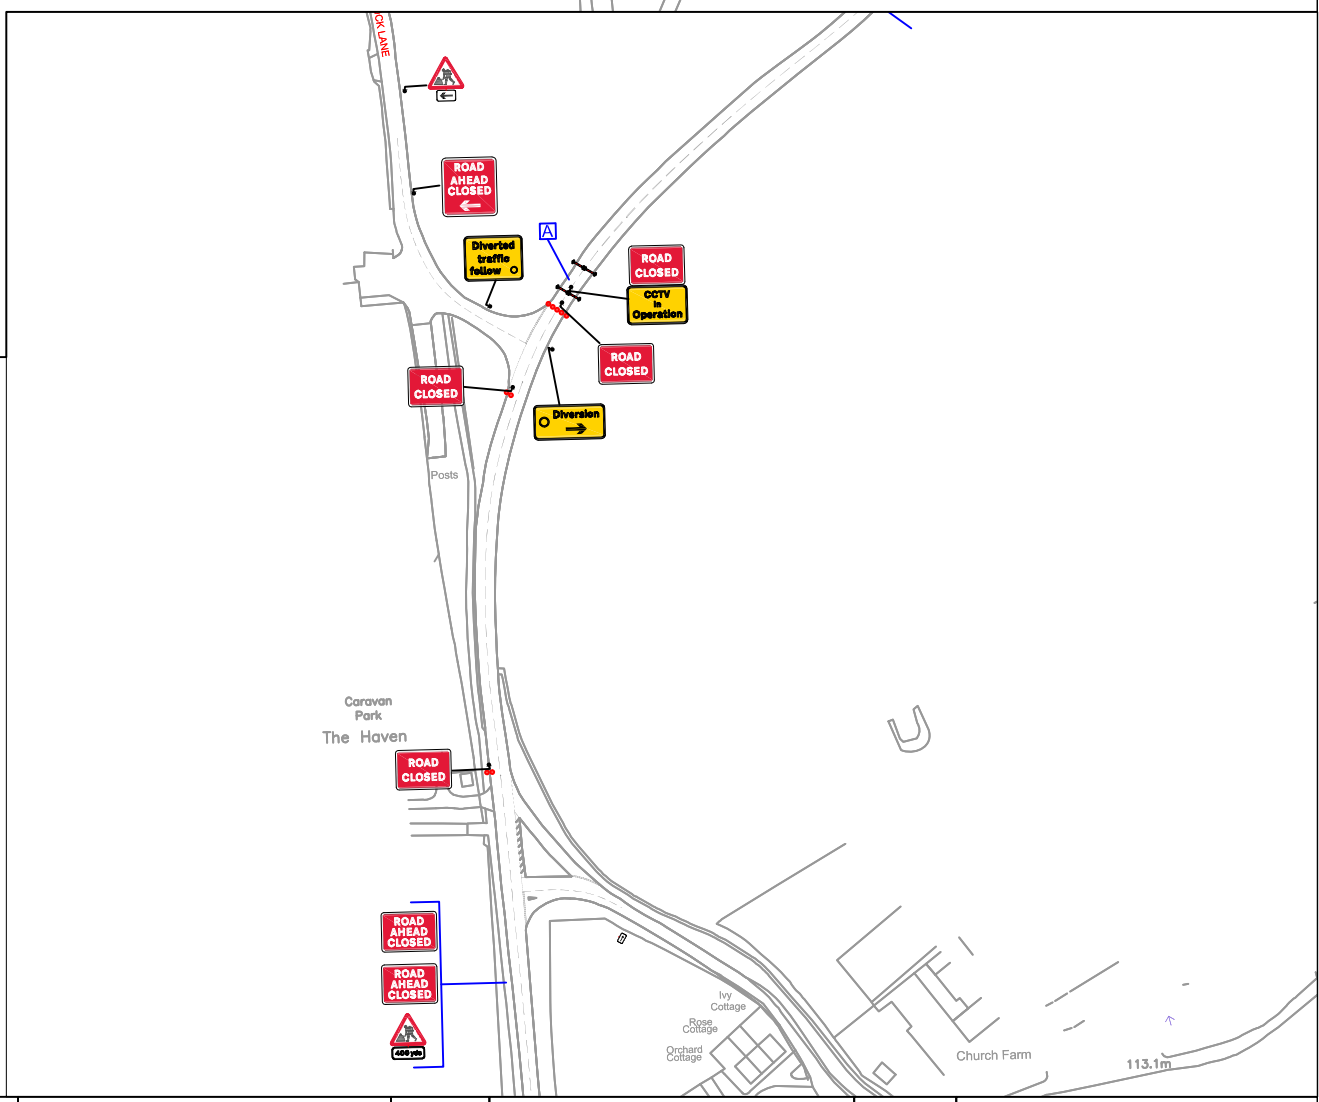 CK LANE
ROAD
AHEAD
CLOSED
Diverted
traffic
follow
A
ROAD
CLOSED
CCTV
in
Operation
ROAD
CLOSED
ROAD
CLOSED
Diversion
Posts
Caravan
Park
The Haven
ROAD
CLOSED
ROAD
AHEAD
CLOSED
ROAD
AHEAD
CLOSED
400 yds
Ivy
Cottage
Rose
Cottage
Orchard
Cottage
Church Farm
113.1m